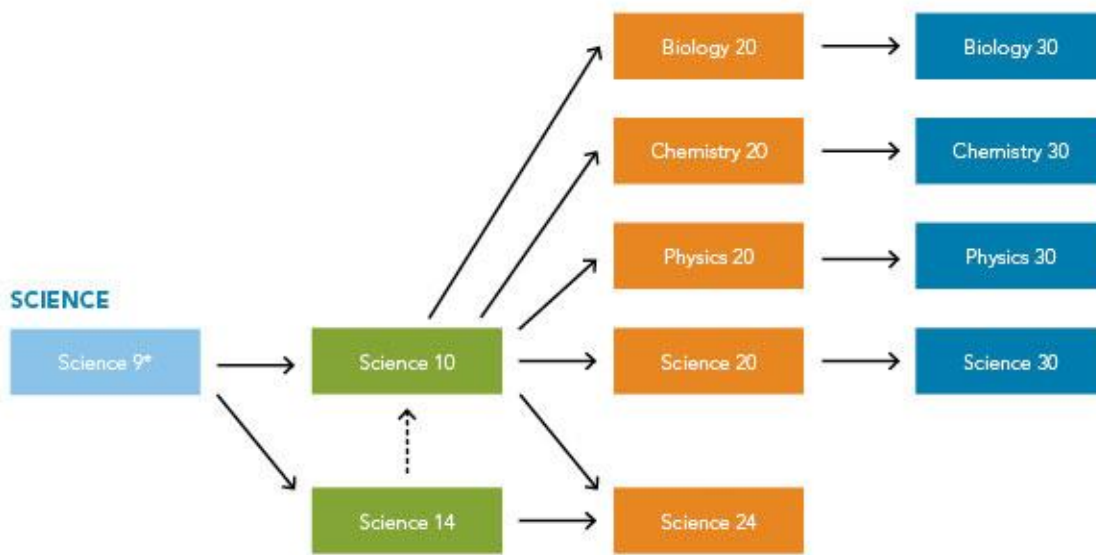 Biology 20
Biology 30
Chemistry 20
Chemistry 30
Physics 20
Physics 30
SCIENCE
Science 9*
Science 10
Science 20
Science 30
Science 14
Science 24